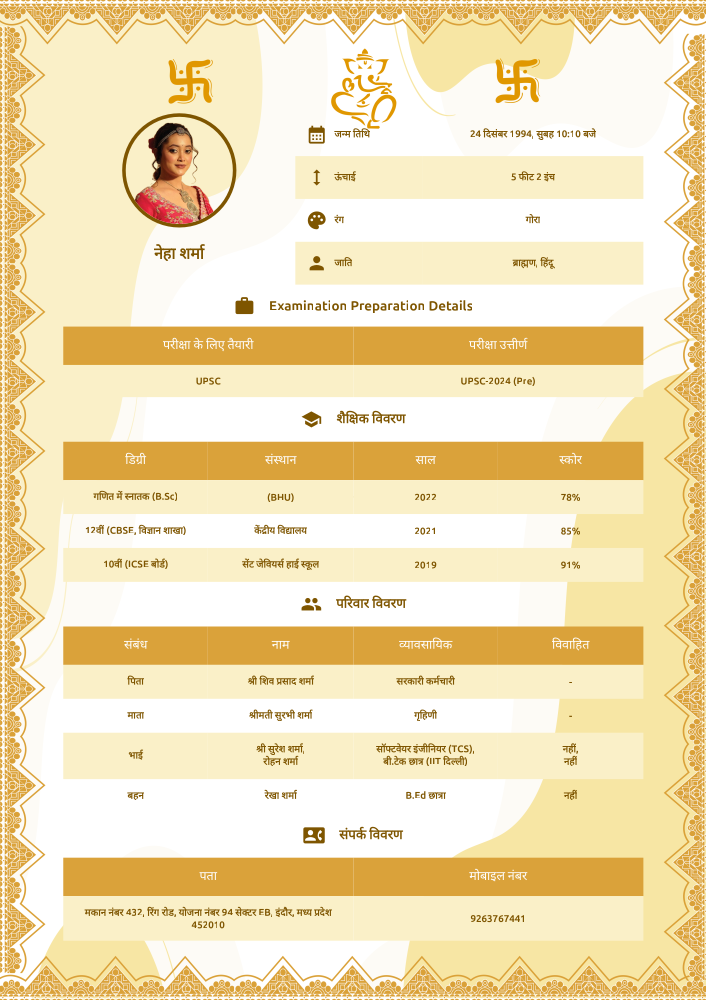 जन्म तिथि 24 दिसंबर 1994, सुबह 10:10 बजे
ऊंचाई 5 फीट 2 इंच
रंग गोरा
जाति ब्राह्मण, हिंदू
नेहा शर्मा
Examination Preparation Details
परीक्षा के लिए तैयारी परीक्षा उत्तीर्ण
UPSC UPSC-2024 (Pre)
शैक्षिक विवरण
डिग्री संस्थान साल स्कोर
गणित में स्नातक (B.Sc) (BHU) 2022 78%
12वीं (CBSE, विज्ञान शाखा) केंद्रीय विद्यालय 2021 85%
10वीं (ICSE बोर्ड) सेंट जेवियर्स हाई स्कूल 2019 91%
परिवार विवरण
संबंध नाम व्यावसायिक विवाहित
पिता श्री शिव प्रसाद शर्मा सरकारी कर्मचारी -
माता श्रीमती सुरभी शर्मा गृहिणी -
भाई श्री सुरेश शर्मा, सॉफ्टवेयर इंजीनियर (TCS), नहीं,
रोहन शर्मा बी.टेक छात्र (IIT दिल्ली) नहीं
बहन रेखा शर्मा B.Ed छात्रा नहीं
संपर्क विवरण
पता मोबाइल नंबर
मकान नंबर 432, रिंग रोड, योजना नंबर 94 सेक्टर EB, इंदौर, मध्य प्रदेश
452010 9263767441